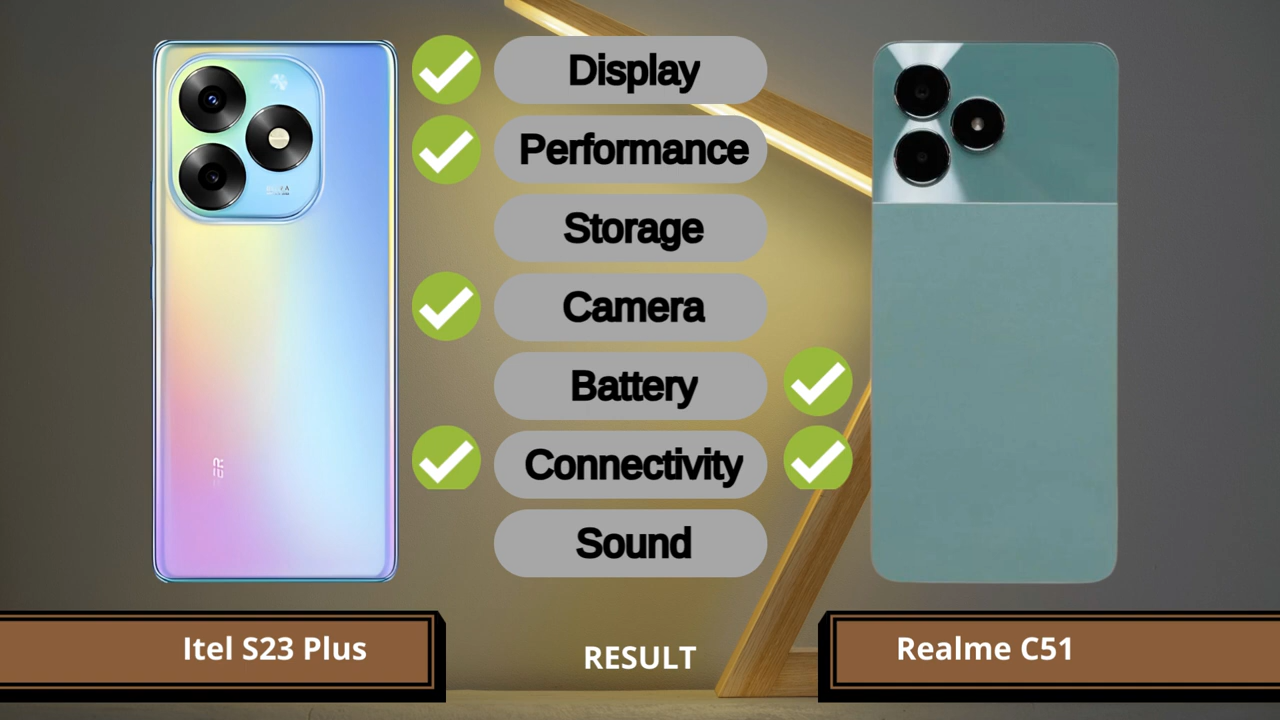 Display
Performance
Storage
Camera
Battery
Connectivity
Sound
Itel S23 Plus
RESULT
Realme C51